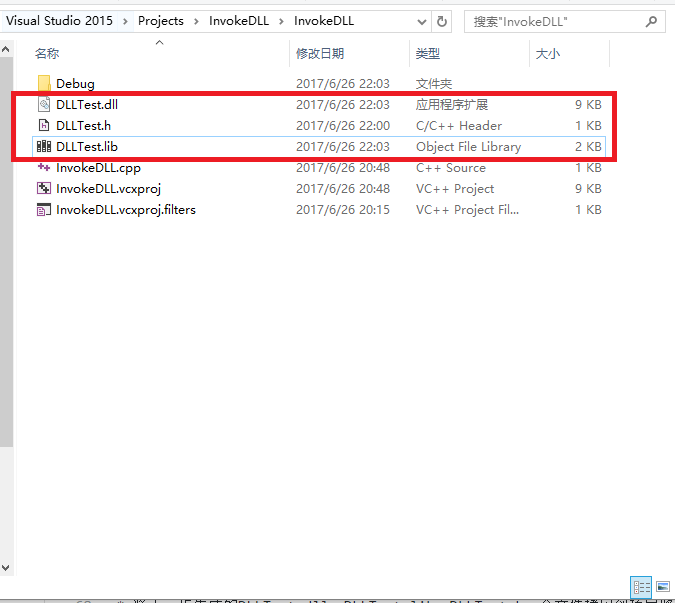 Visual Studio 2015 > Projects > InvokeDLL > InvokeDLL 搜索"InvokeDLL"
名称 修改日期 类型 大小
Debug 2017/6/26 22:03 文件夹
DLLTest.dll 2017/6/26 22:03 应用程序扩展 9 KB
DLLTest.h 2017/6/26 22:00 C/C++ Header 1 KB
DLLTest.lib 2017/6/26 22:03 Object File Library 2 KB
InvokeDLL.cpp 2017/6/26 20:48 C++ Source 1 KB
InvokeDLL.vcxproj 2017/6/26 20:48 VC++ Project 9 KB
InvokeDLL.vcxproj.filters 2017/6/26 20:15 VC++ Project Fil... 1 KB